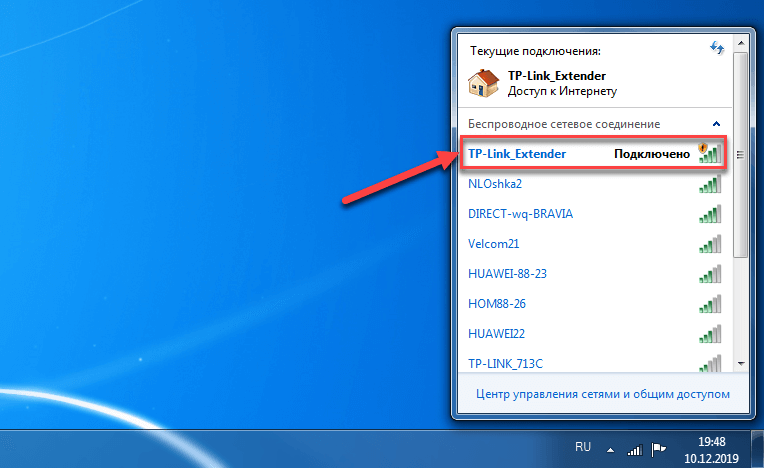 Текущие подключения:
TP-Link_Extender
Доступ к Интернету
Беспроводное сетевое соединение
TP-Link_Extender Подключено
NLOshka2
DIRECT-wq-BRAVIA
Velcom21
HUAWEI-88-23
HOM88-26
HUAWEI22
TP-LINK_713C
Центр управления сетями и общим доступом
RU
19:48
10.12.2019